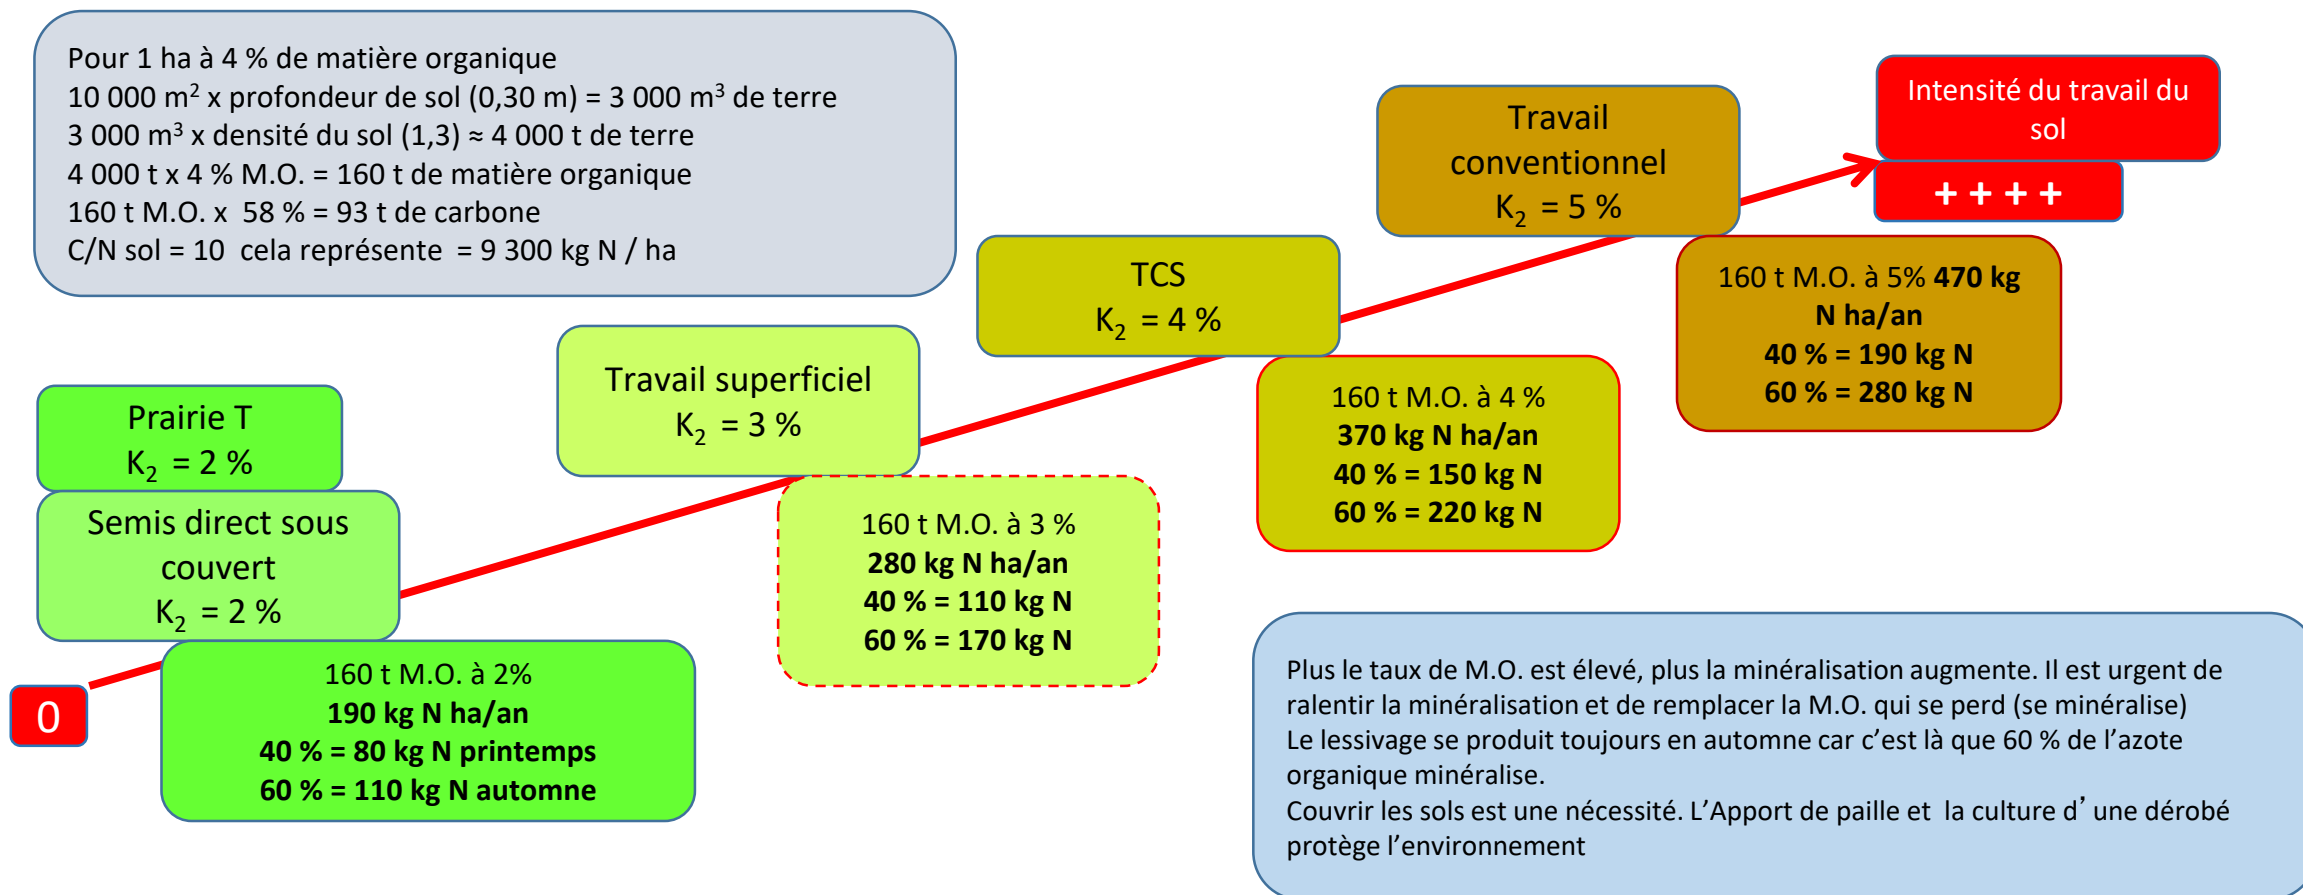 Pour 1 ha à 4 % de matière organique
10 000 m² x profondeur de sol (0,30 m) = 3 000 m³ de terre
3 000 m³ x densité du sol (1,3) ≈ 4 000 t de terre
4 000 t x 4 % M.O. = 160 t de matière organique
160 t M.O. x  58 % = 93 t de carbone
C/N sol = 10  cela représente  = 9 300 kg N / ha
Intensité du travail du
sol
+ + + +
Travail
conventionnel
K₂ = 5 %
160 t M.O. à 5% 470 kg
N ha/an
40 % = 190 kg N
60 % = 280 kg N
TCS
K₂ = 4 %
160 t M.O. à 4 %
370 kg N ha/an
40 % = 150 kg N
60 % = 220 kg N
Travail superficiel
K₂ = 3 %
160 t M.O. à 3 %
280 kg N ha/an
40 % = 110 kg N
60 % = 170 kg N
Prairie T
K₂ = 2 %
Semis direct sous
couvert
K₂ = 2 %
160 t M.O. à 2%
190 kg N ha/an
40 % = 80 kg N printemps
60 % = 110 kg N automne
0
Plus le taux de M.O. est élevé, plus la minéralisation augmente. Il est urgent de
ralentir la minéralisation et de remplacer la M.O. qui se perd (se minéralise)
Le lessivage se produit toujours en automne car c’est là que 60 % de l’azote
organique minéralise.
Couvrir les sols est une nécessité. L’Apport de paille et  la culture d’ une dérobé
protège l’environnement